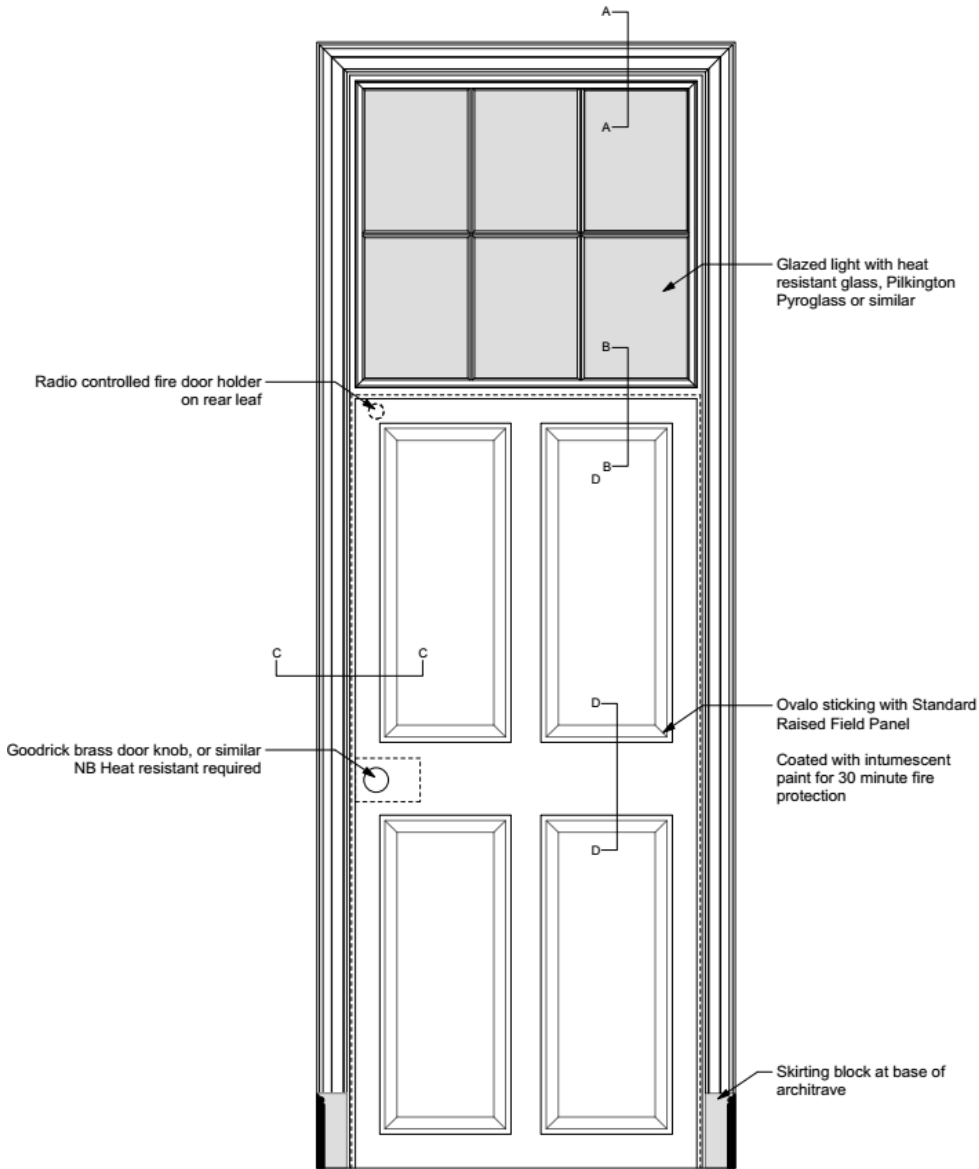 A
A
Glazed light with heat
resistant glass, Pilkington
Pyroglass or similar
B
Radio controlled fire door holder
on rear leaf
B
D
C
C
D
Ovalo sticking with Standard
Raised Field Panel
Goodrick brass door knob, or similar
NB Heat resistant required
Coated with intumescent
paint for 30 minute fire
protection
D
Skirting block at base of
architrave